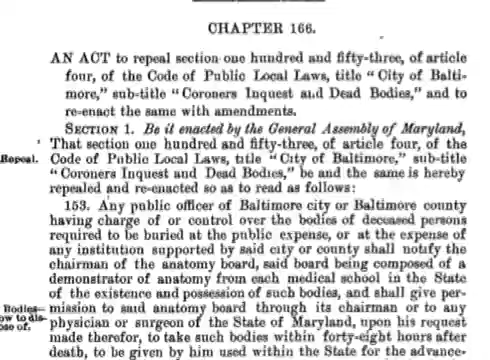 CHAPTER 166.
AN ACT to repeal section one hundred and fifty-three, of article
four, of the Code of Public Local Laws, title "City of Balti-
more," sub-title "Coroners Inquest and Dead Bodies," and to
re-enact the same with amendments.
SECTION 1. Be it enacted by the General Assembly of Maryland,
That section one hundred and fifty-three, of article four, of the
Repeal. Code of Public Local Laws, title "City of Baltimore," sub-title
"Coroners Inquest and Dead Bodies," be and the same is hereby
repealed and re-enacted so as to read as follows:
153. Any public officer of Baltimore city or Baltimore county
having charge of or control over the bodies of deceased persons
required to be buried at the public expense, or at the expense of
any institution supported by said city or county shall notify the
chairman of the anatomy board, said board being composed of a
demonstrator of anatomy from each medical school in the State
of the existence and possession of such bodies, and shall give per-
Bodies— mission to said anatomy board through its chairman or to any
ow to dis- physician or surgeon of the State of Maryland, upon his request
ose of. made therefor, to take such bodies within forty-eight hours after
death, to be given by him used within the State for the advance-